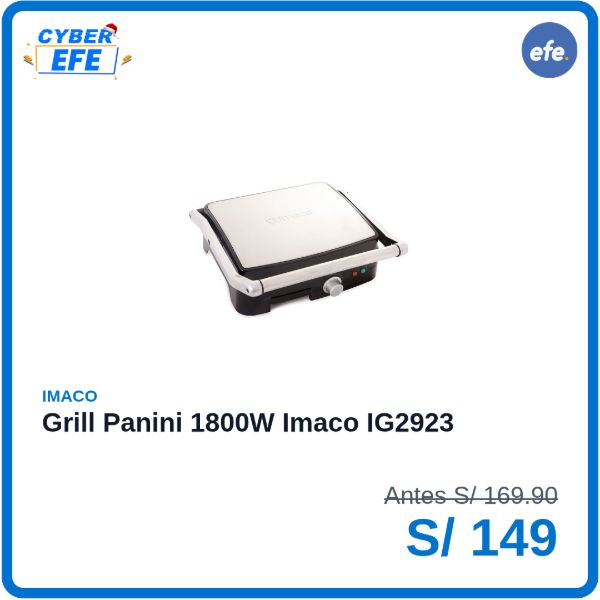 CYBER
EFE
efe.
IMACO
Grill Panini 1800W Imaco IG2923
Antes S/ 169.90
S/ 149